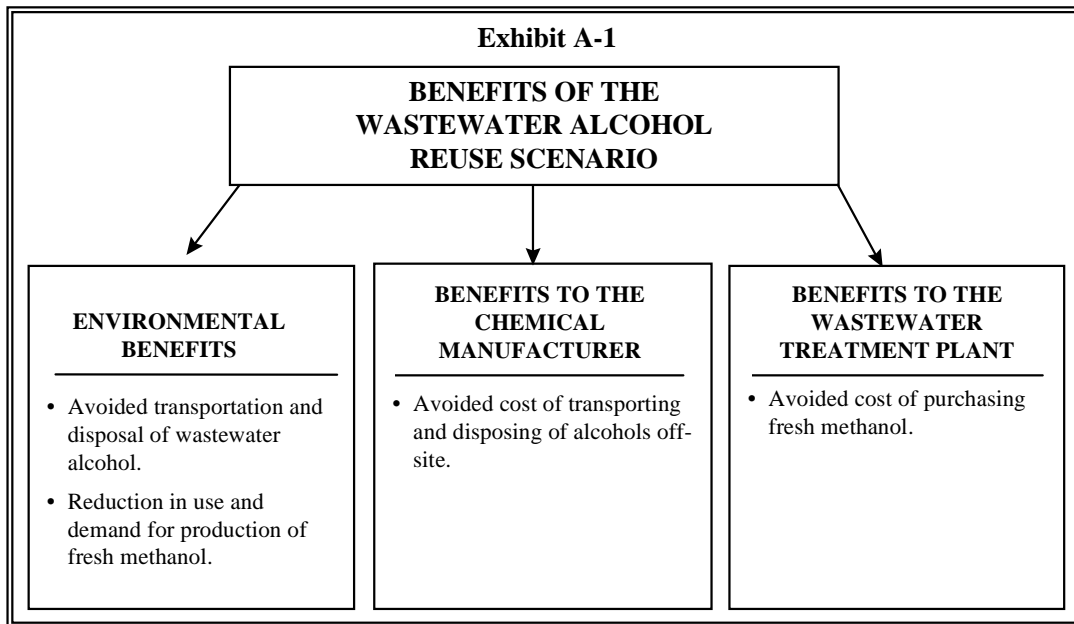 Exhibit A-1
BENEFITS OF THE
WASTEWATER ALCOHOL
REUSE SCENARIO
ENVIRONMENTAL
BENEFITS
• Avoided transportation and
disposal of wastewater
alcohol.
• Reduction in use and
demand for production of
fresh methanol.
BENEFITS TO THE
CHEMICAL
MANUFACTURER
• Avoided cost of transporting
and disposing of alcohols off-
site.
BENEFITS TO THE
WASTEWATER
TREATMENT PLANT
• Avoided cost of purchasing
fresh methanol.